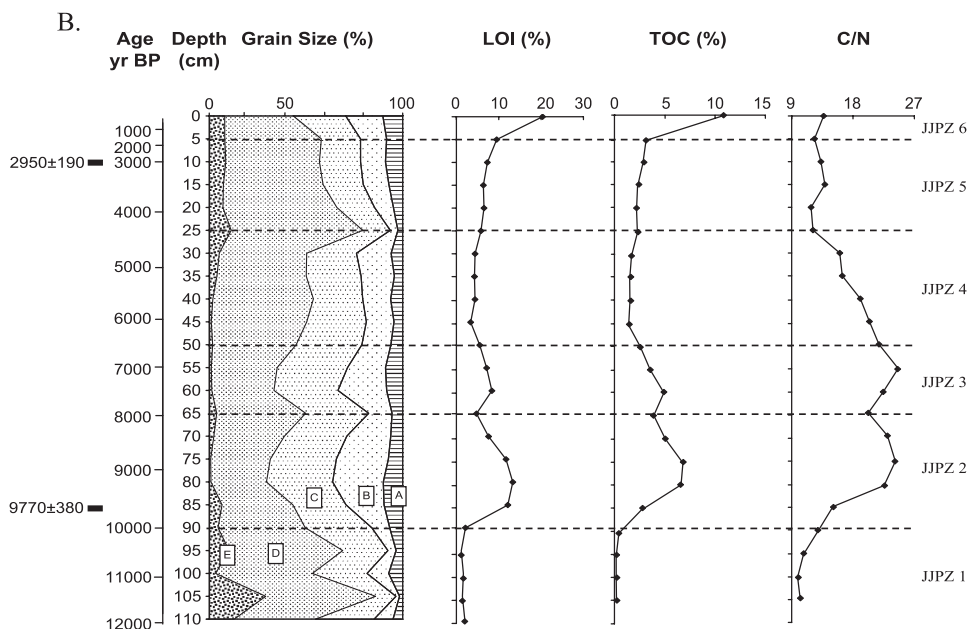 B.
Age Depth Grain Size (%) LOI (%) TOC (%) C/N
yr BP (cm)
0 50 100 0 10 20 30 0 5 10 15 9 18 27
0
1000 JJPZ 6
5
2000
2950±190 3000 10
15 JJPZ 5
20
4000
25
30
5000
35
40 JJPZ 4
45
6000
50
55
7000
60 JJPZ 3
65
8000
70
75
9000 JJPZ 2
80
C B A
85
9770±380
90
10000
95
E D
100
11000 JJPZ 1
105
110
12000